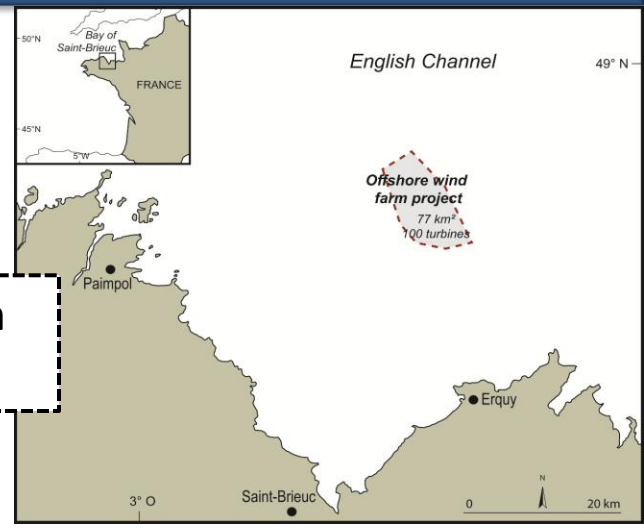 50°N
Bay of
Saint-Brieuc
FRANCE
45°N
5°W
English Channel
49° N
Offshore wind
farm project
77 km²
100 turbines
Paimpol
Erquy
Saint-Brieuc
3° O
N
0 20 km